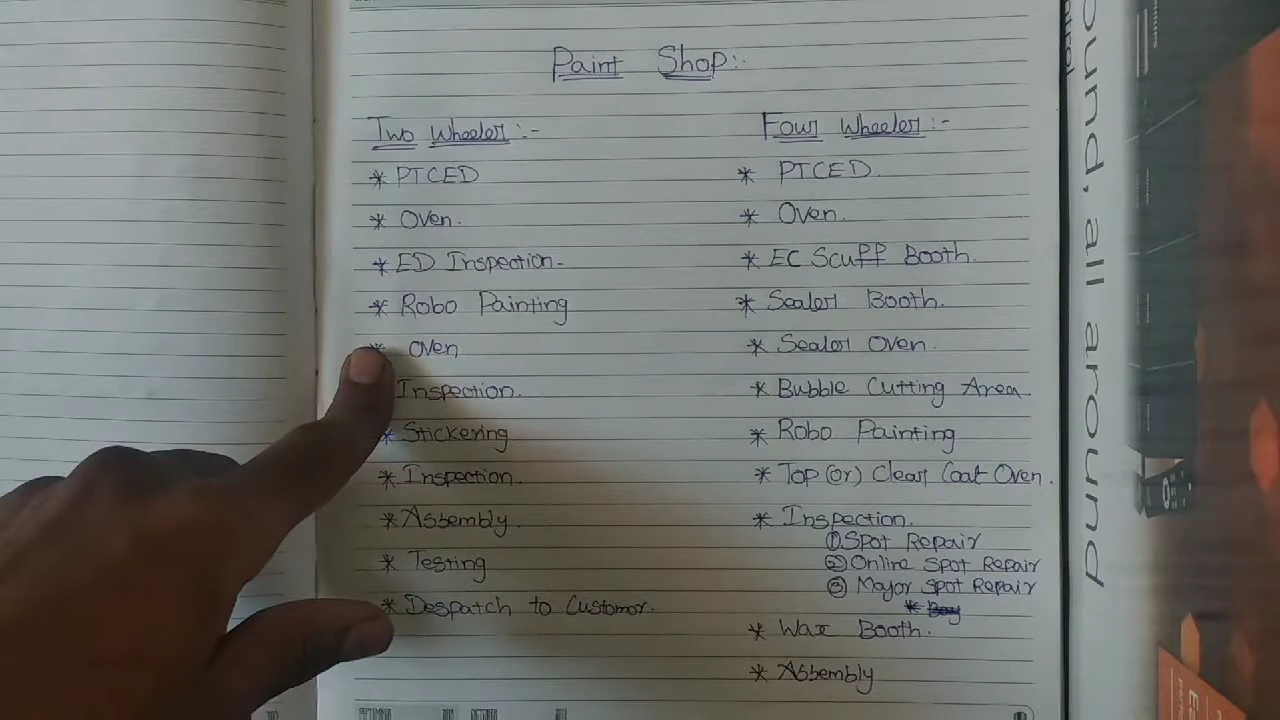 Paint Shop:-
Two Wheeler:-
* PTCED
* Oven.
* ED Inspection-
* Robo Painting
* Oven
Inspection.
* Stickering
* Inspection.
* Assembly.
* Testing
* Despatch to Customor.
Four Wheeler:-
* PTCED.
* Oven.
* EC Scuff Booth.
* Sealer Booth.
* Sealer Oven.
* Bubble Cutting Area
* Robo Painting
* Top (or) Clear Coat Oven.
* Inspection.
① Spot Repair
② Online Spot Repair
③ Major Spot Repair
* Wax Booth.
* Assembly
ound, all around
SEPTEMBER
OCTOBER